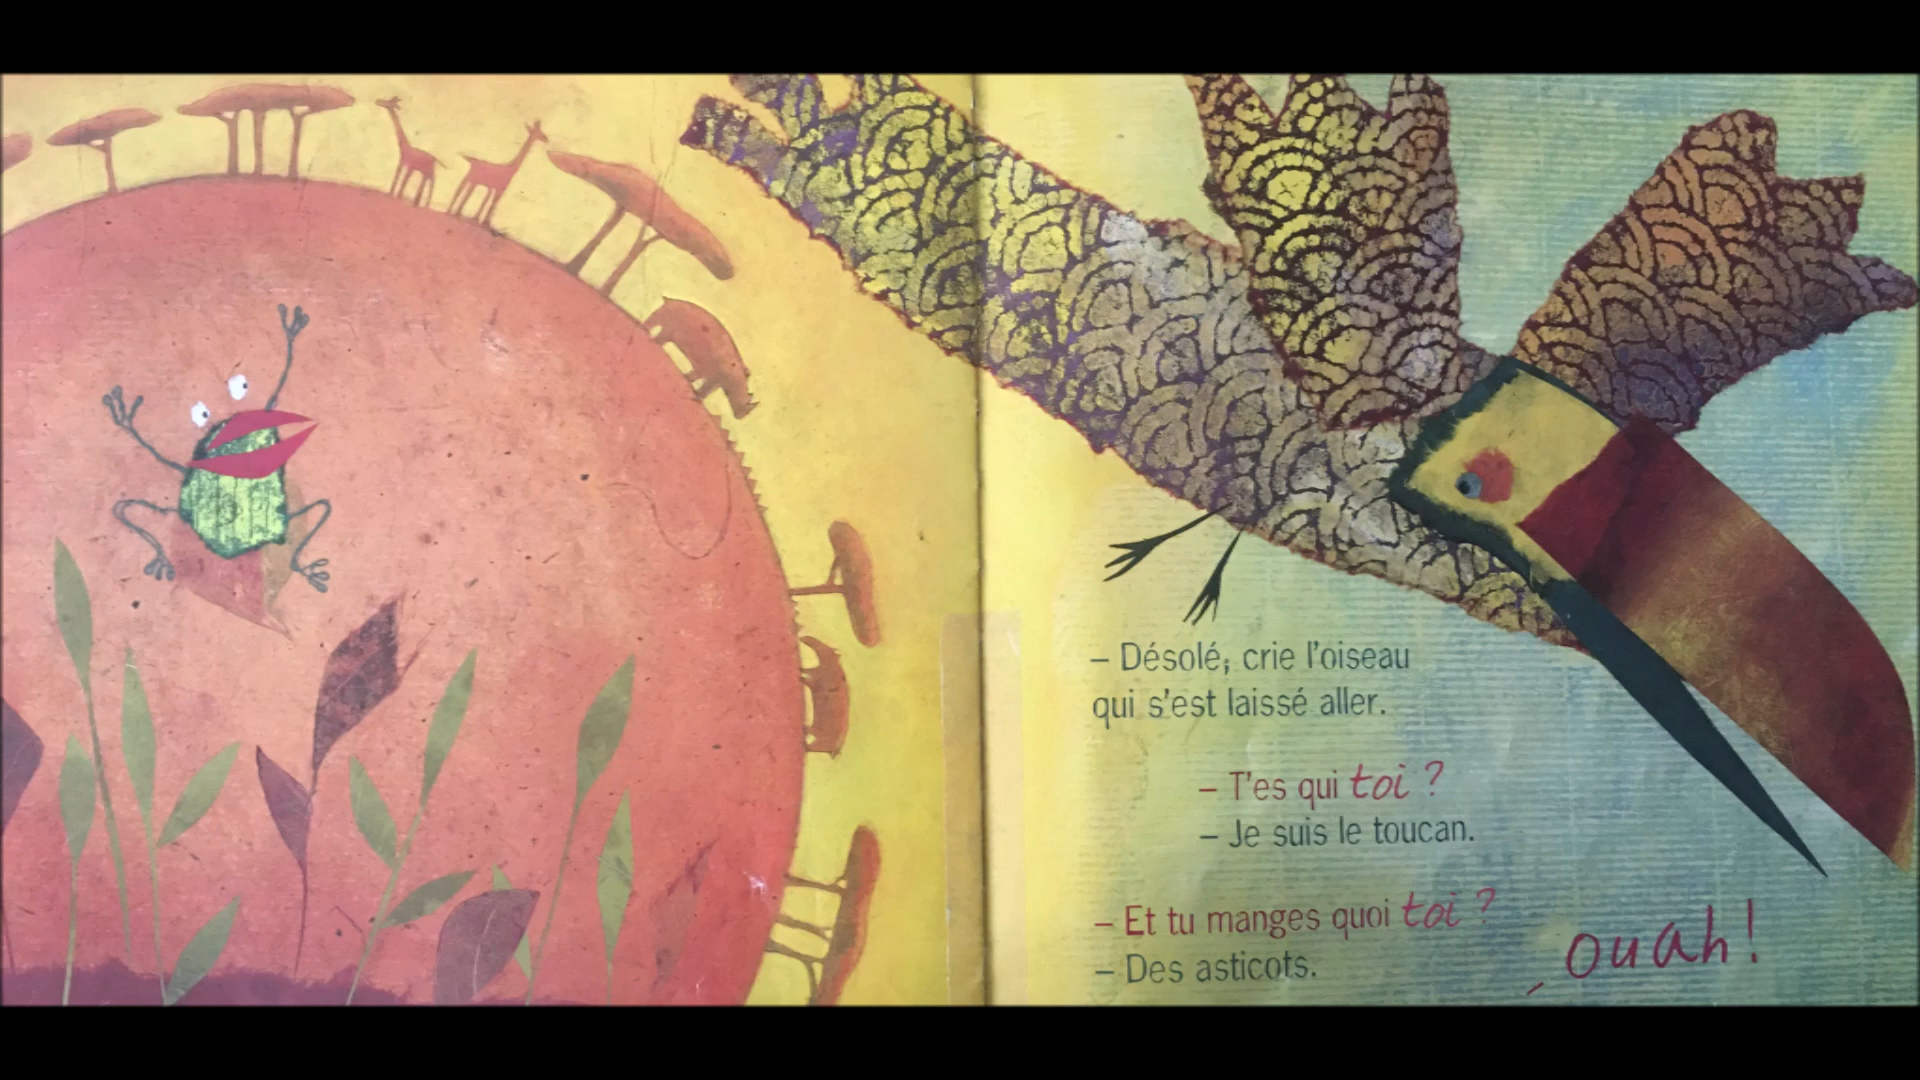 – Désolé, crie l'oiseau
qui s'est laissé aller.
– T'es qui toi ?
– Je suis le toucan.
– Et tu manges quoi toi ?
– Des asticots.
– ouah !